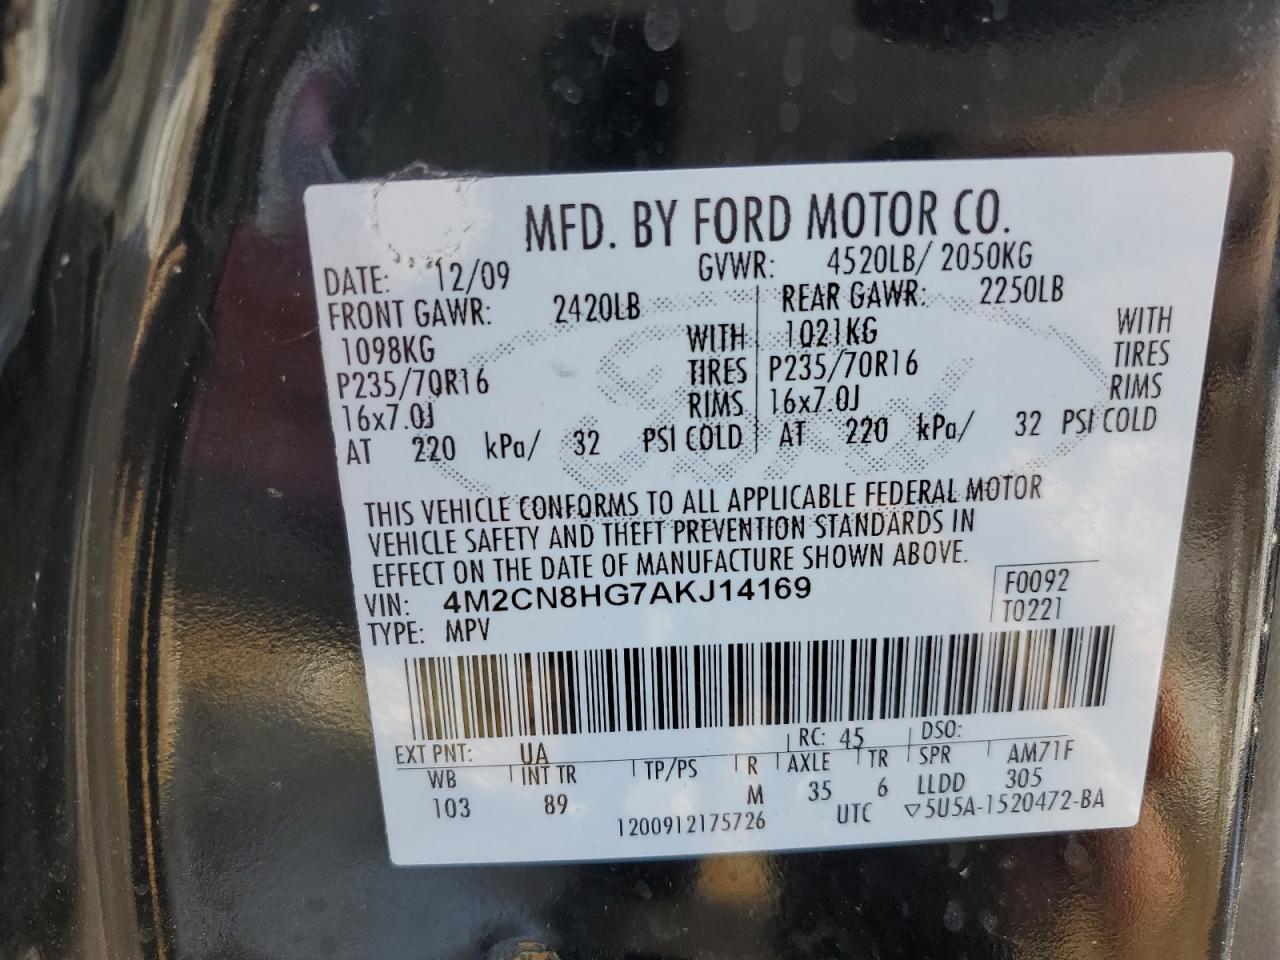 MFD. BY FORD MOTOR CO.
DATE: 12/09 GVWR: 4520LB/ 2050KG
FRONT GAWR: 2420LB REAR GAWR: 2250LB
1098KG WITH 1021KG WITH
P235/70R16 TIRES P235/70R16 TIRES
16x7.0J RIMS 16x7.0J RIMS
AT 220 kPa/ 32 PSI COLD AT 220 kPa/ 32 PSI COLD
THIS VEHICLE CONFORMS TO ALL APPLICABLE FEDERAL MOTOR
VEHICLE SAFETY AND THEFT PREVENTION STANDARDS IN
EFFECT ON THE DATE OF MANUFACTURE SHOWN ABOVE.
VIN: 4M2CN8HG7AKJ14169 F0092
TYPE: MPV T0221
EXT PNT: UA RC: 45 DSO:
WB INT TR TP/PS R AXLE TR SPR AM71F
103 89 M 35 6 LLDD 305
1200912175726 UTC ▽5U5A-1520472-BA